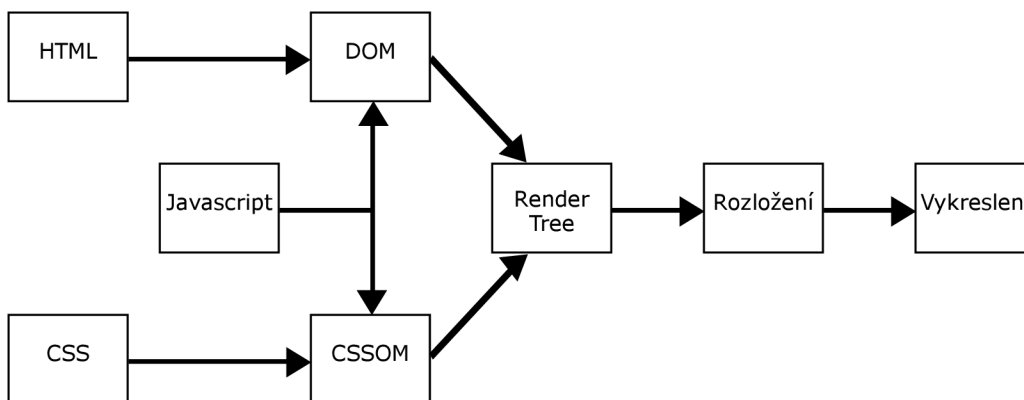 HTML
DOM
Javascript
Render
Tree
Rozložení
Vykreslen
CSS
CSSOM